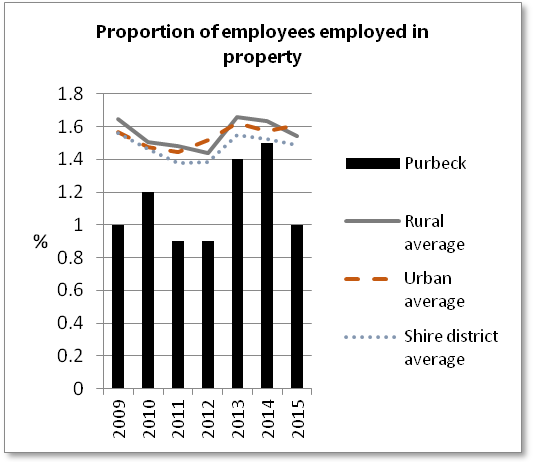 Proportion of employees employed in
property
1.8
1.6
1.4
1.2
1
0.8
0.6
0.4
0.2
0
%
2009
2010
2011
2012
2013
2014
2015
Purbeck
Rural
average
Urban
average
Shire district
average